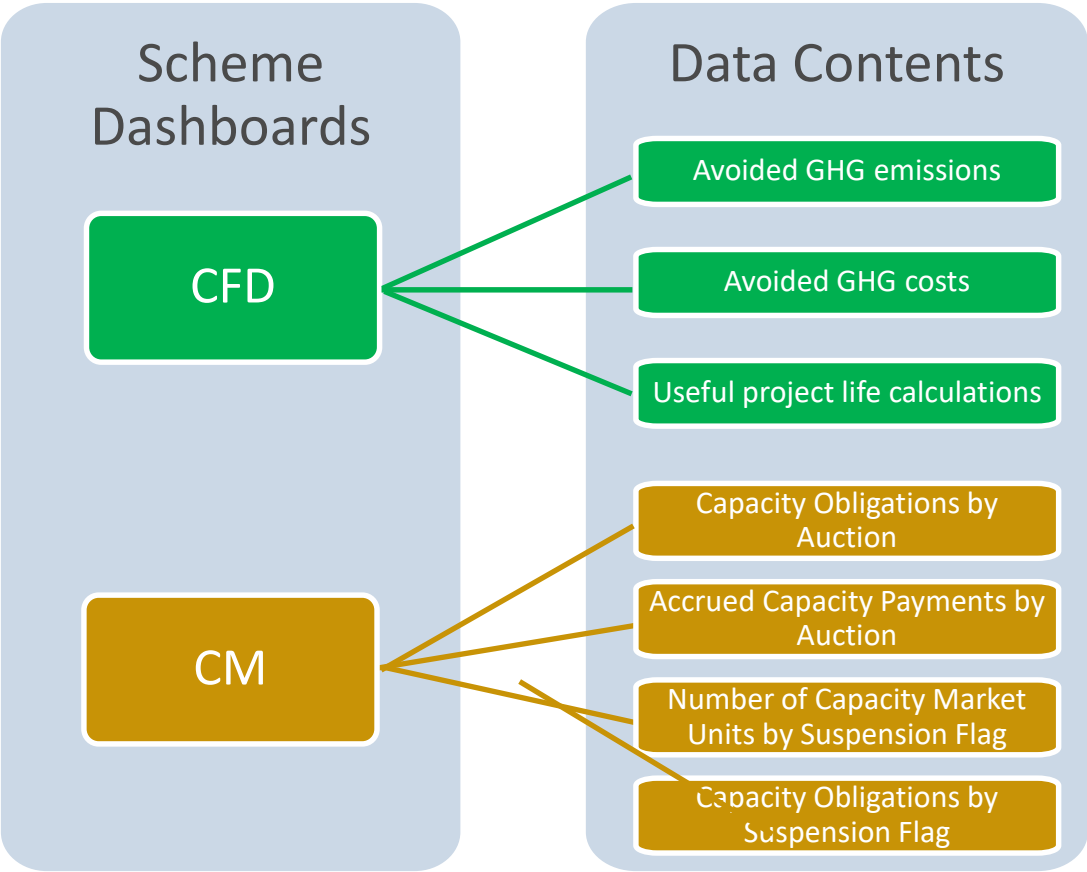 Scheme
Dashboards
CFD
CM
Data Contents
Avoided GHG emissions
Avoided GHG costs
Useful project life calculations
Capacity Obligations by
Auction
Accrued Capacity Payments by
Auction
Number of Capacity Market
Units by Suspension Flag
Capacity Obligations by
Suspension Flag